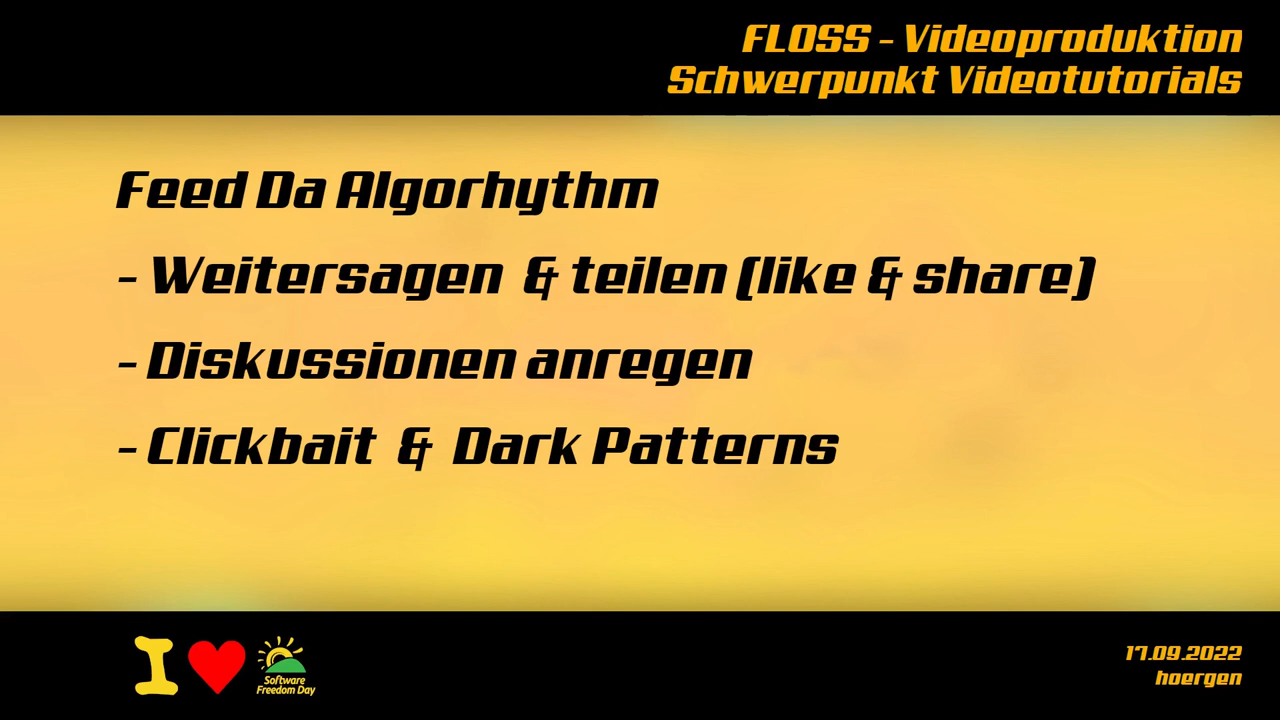 FLOSS - Videoproduktion
Schwerpunkt Videotutorials
Feed Da Algorhythm
- Weitersagen & teilen (like & share)
- Diskussionen anregen
- Clickbait & Dark Patterns
I
Software
Freedom Day
17.09.2022
hoergen